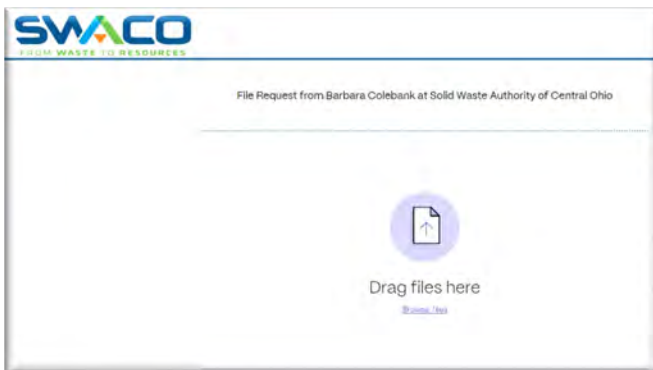 SWACO
FROM WASTE TO RESOURCES
File Request from Barbara Colebank at Solid Waste Authority of Central Ohio
Drag files here
Browse files